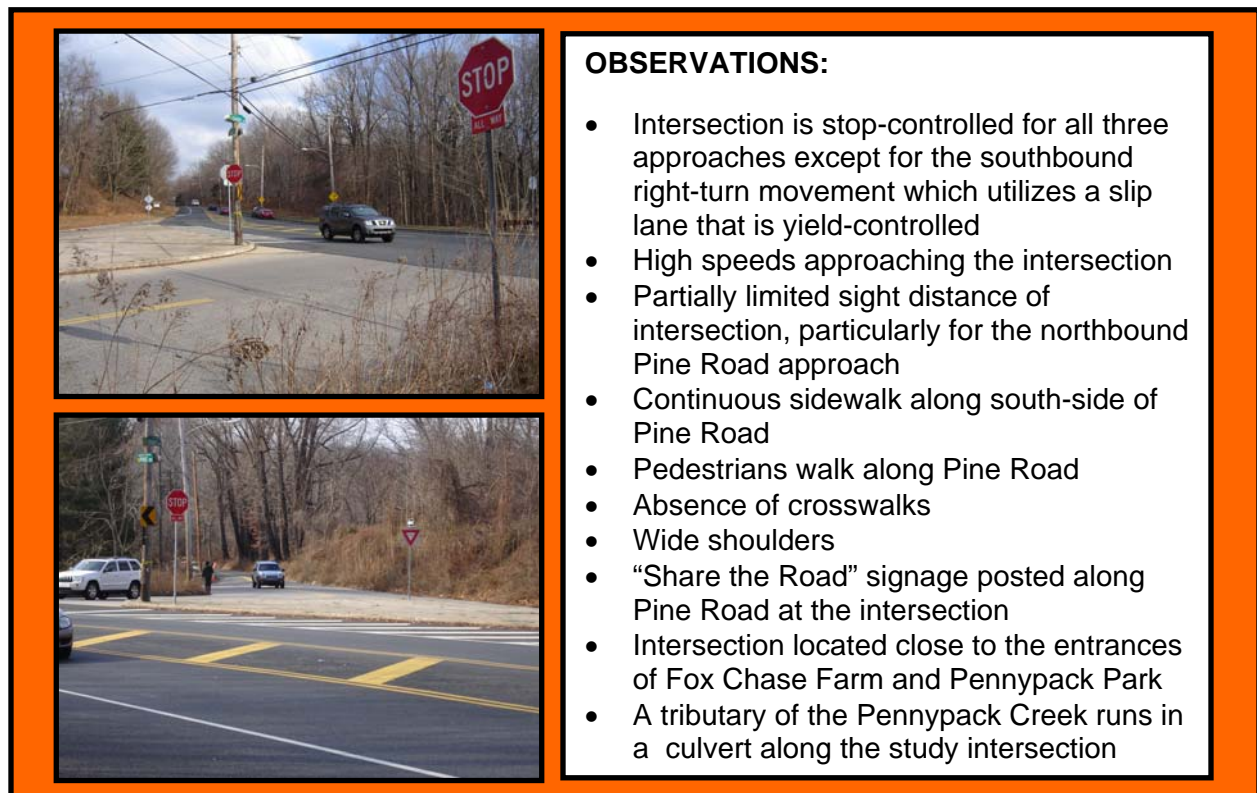 STOP
ALL WAY
STOP
STOP
OBSERVATIONS:
• Intersection is stop-controlled for all three
approaches except for the southbound
right-turn movement which utilizes a slip
lane that is yield-controlled
• High speeds approaching the intersection
• Partially limited sight distance of
intersection, particularly for the northbound
Pine Road approach
• Continuous sidewalk along south-side of
Pine Road
• Pedestrians walk along Pine Road
• Absence of crosswalks
• Wide shoulders
• “Share the Road” signage posted along
Pine Road at the intersection
• Intersection located close to the entrances
of Fox Chase Farm and Pennypack Park
• A tributary of the Pennypack Creek runs in
a culvert along the study intersection